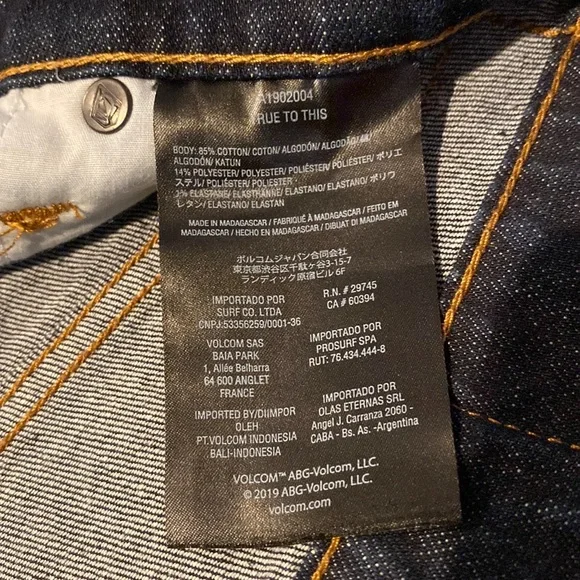 A1902004
TRUE TO THIS
BODY: 85% COTTON/ COTON/ ALGODÓN/ ALGODÃO/
ALGODÓN/ KATUN
14% POLYESTER/ POLYESTER/ POLIÉSTER/ POLIÉSTER/ ポリエ
ステル/ POLIÉSTER/ POLIESTER
1% ELASTANE/ ÉLASTHANNE/ ELASTANO/ ELASTANO/ ポリウ
レタン/ ELASTANO/ ELASTAN
MADE IN MADAGASCAR / FABRIQUÉ À MADAGASCAR / FEITO EM
MADAGASCAR / HECHO EN MADAGASCAR / DIBUAT DI MADAGASCAR
ボルコムジャパン合同会社
東京都渋谷区千駄ヶ谷3-15-7
ランディック原宿ビル 6F
IMPORTADO POR
SURF CO. LTDA
CNPJ:53356259/0001-36
VOLCOM SAS
BAIA PARK
1, Allée Belharra
64 600 ANGLET
FRANCE
IMPORTED BY/DIIMPOR
OLEH
PT.VOLCOM INDONESIA
BALI-INDONESIA
R.N. # 29745
CA # 60394
IMPORTADO POR
PROSURF SPA
RUT: 76.434.444-8
IMPORTADO POR:
OLAS ETERNAS SRL
Angel J. Carranza 2060 -
CABA - Bs. As. -Argentina
VOLCOM™ ABG-Volcom, LLC.
© 2019 ABG-Volcom, LLC.
volcom.com